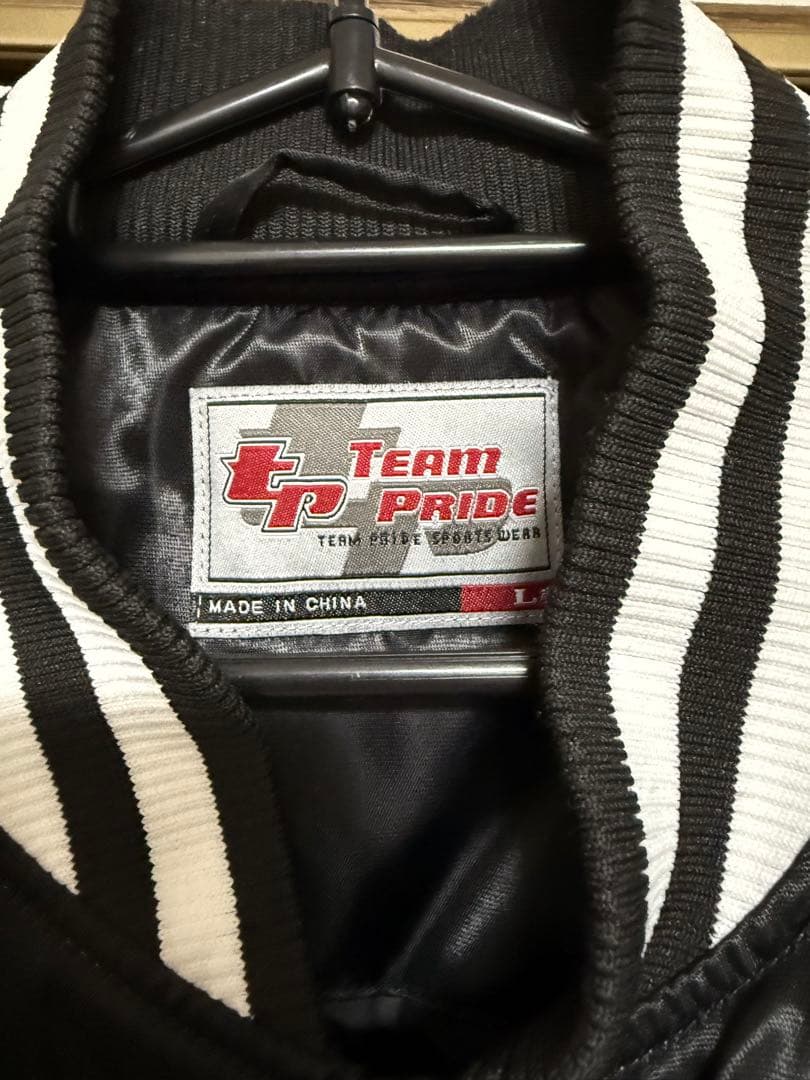 tp TEAM
PRIDE
TEAM PRIDE SPORTS WEAR
MADE IN CHINA